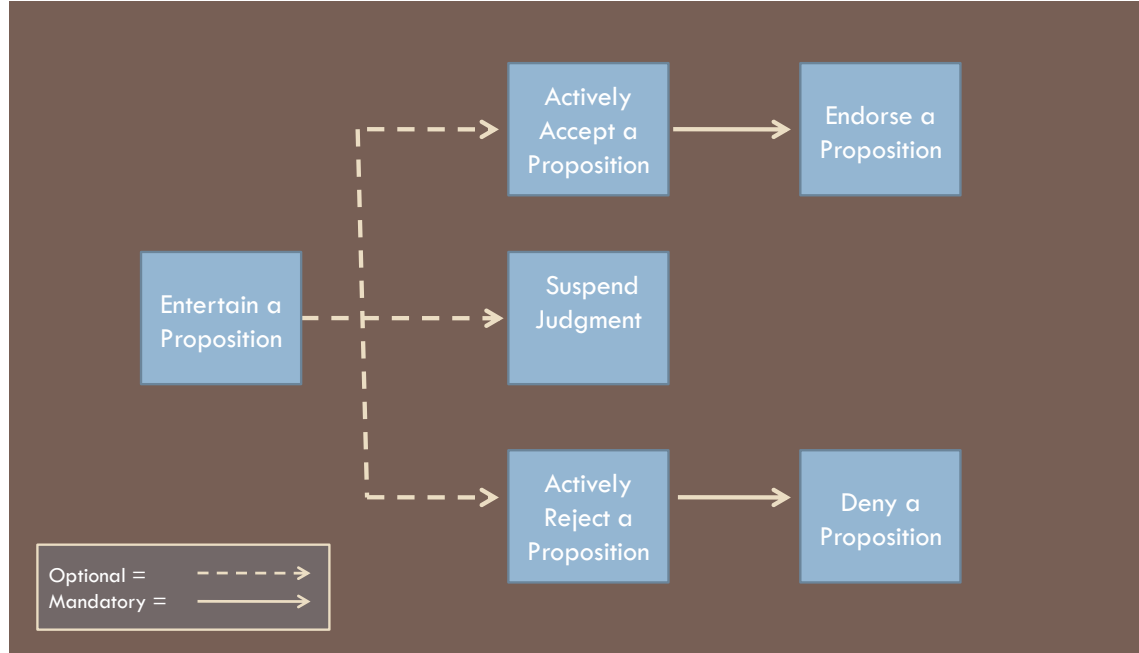 Actively
Accept a
Proposition
Endorse a
Proposition
Entertain a
Proposition
Suspend
Judgment
Actively
Reject a
Proposition
Deny a
Proposition
Optional =
Mandatory =